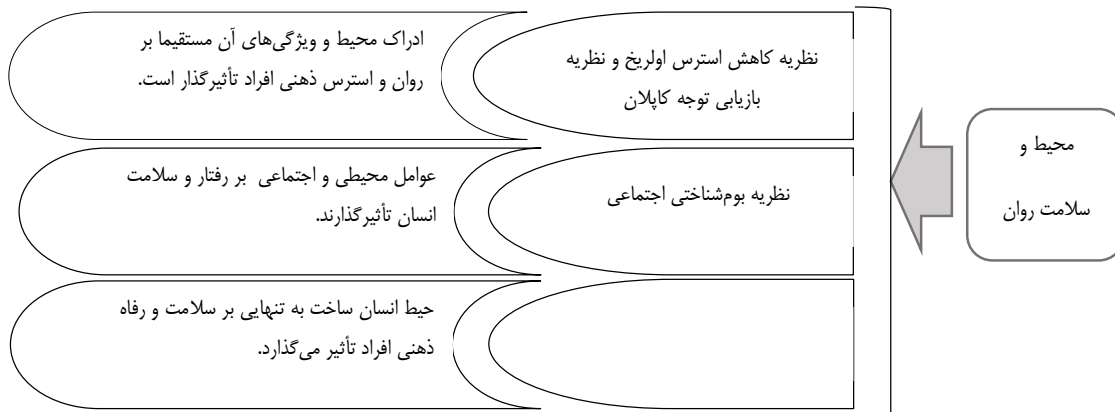 محیط و
سلامت روان
نظریه کاهش استرس اولریخ و نظریه
بازیابی توجه کاپلان
ادراک محیط و ویژگی‌های آن مستقیما بر
روان و استرس ذهنی افراد تأثیرگذار است.
نظریه بوم‌شناختی اجتماعی
عوامل محیطی و اجتماعی بر رفتار و سلامت
انسان تأثیرگذارند.
حیط انسان ساخت به تنهایی بر سلامت و رفاه
ذهنی افراد تأثیر می‌گذارد.